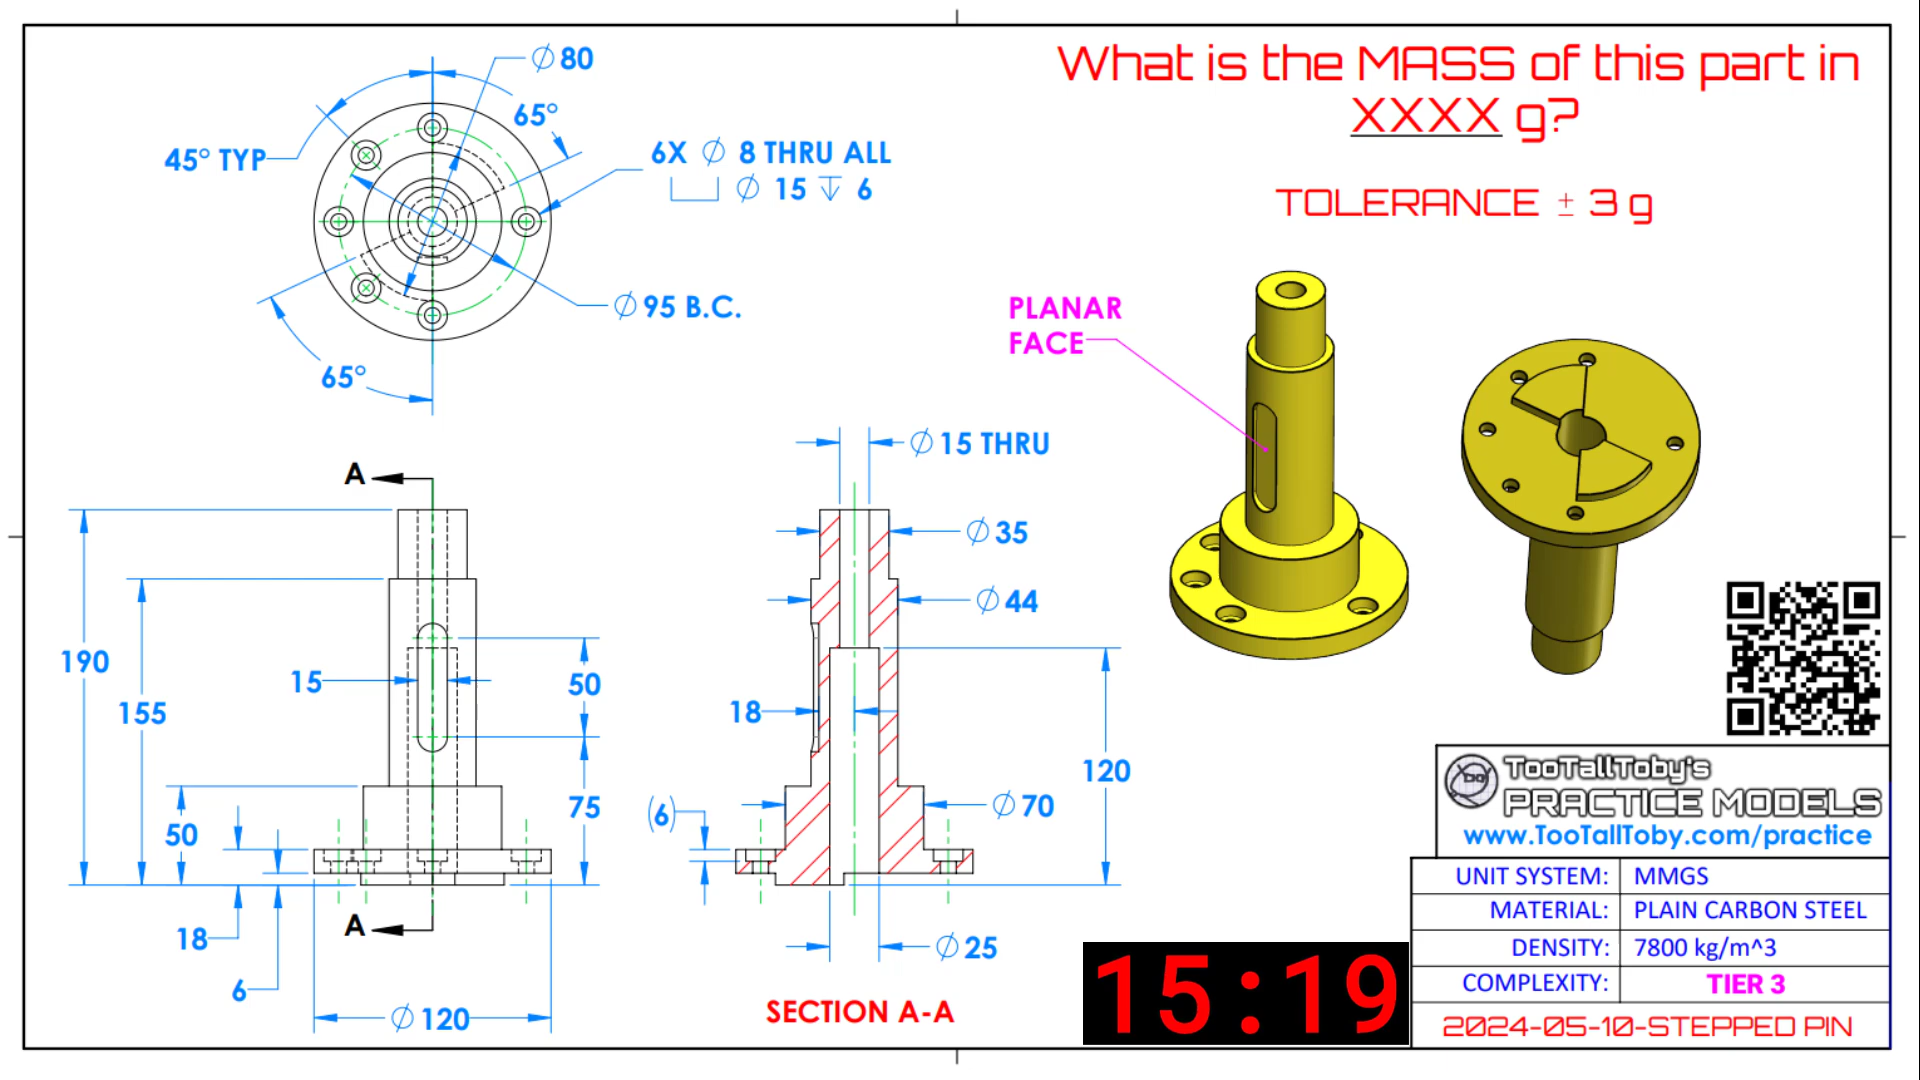 What is the MASS of this part in
XXXX g?
TOLERANCE ± 3 g
∅ 80
65°
45° TYP
6X ∅ 8 THRU ALL
⌴ ∅ 15 ↧ 6
∅ 95 B.C.
65°
PLANAR
FACE
A
∅ 15 THRU
∅ 35
∅ 44
190
155
15
50
18
120
75
50
(6)
∅ 70
A
18
6
∅ 25
∅ 120
SECTION A-A
15:19
TooTallToby's
PRACTICE MODELS
www.TooTallToby.com/practice
UNIT SYSTEM: MMGS
MATERIAL: PLAIN CARBON STEEL
DENSITY: 7800 kg/m^3
COMPLEXITY: TIER 3
2024-05-10-STEPPED PIN